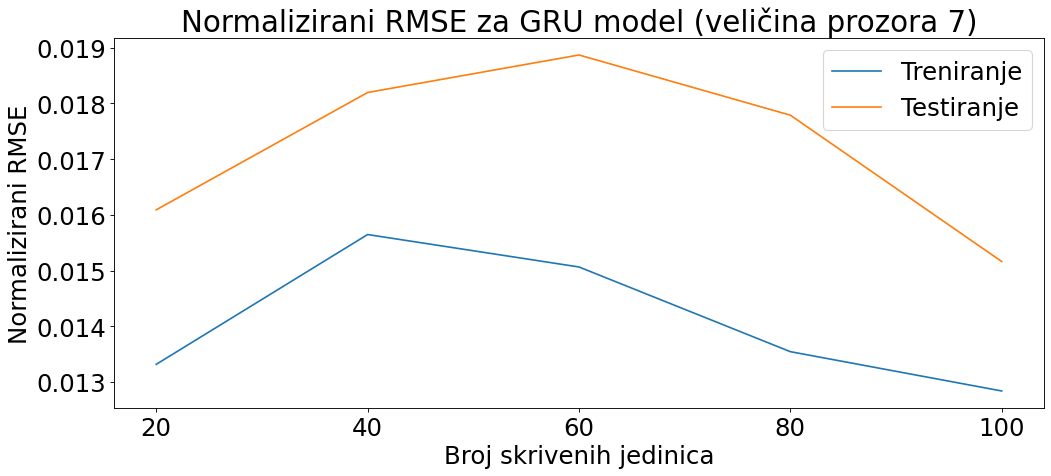 Normalizirani RMSE za GRU model (veličina prozora 7)
Treniranje
Testiranje
Normalizirani RMSE
0.019
0.018
0.017
0.016
0.015
0.014
0.013
20 40 60 80 100
Broj skrivenih jedinica